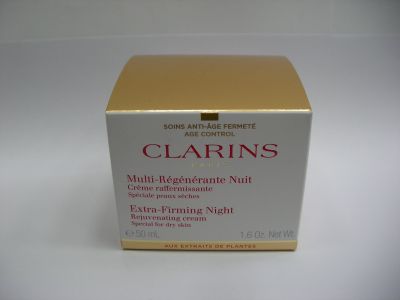 SOINS ANTI-ÂGE FERMETÉ
AGE CONTROL
CLARINS
PARIS
Multi-Régénérante Nuit
Crème raffermissante
Spéciale peaux sèches
Extra-Firming Night
Rejuvenating cream
Special for dry skin
℮ 50 mL 1.6 Oz. Net Wt.
AUX EXTRAITS DE PLANTES